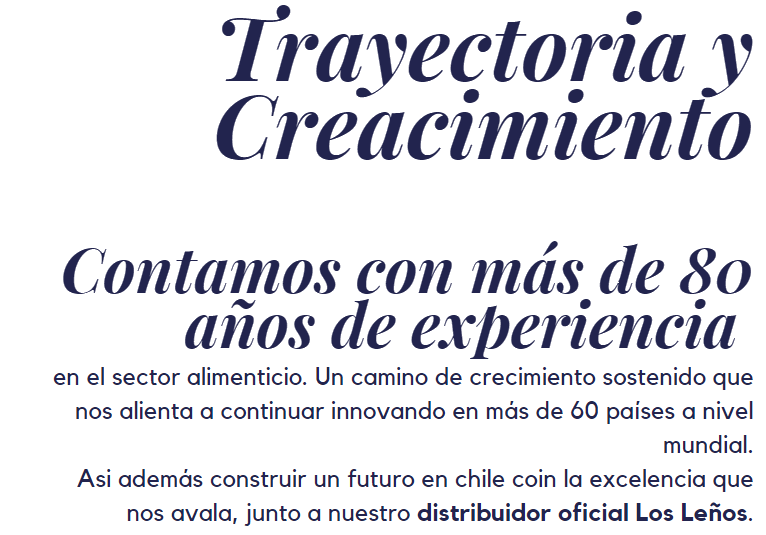 Trayectoria y
Creacimiento
Contamos con más de 80
años de experiencia
en el sector alimenticio. Un camino de crecimiento sostenido que
nos alienta a continuar innovando en más de 60 países a nivel
mundial.
Asi además construir un futuro en chile coin la excelencia que
nos avala, junto a nuestro distribuidor oficial Los Leños.